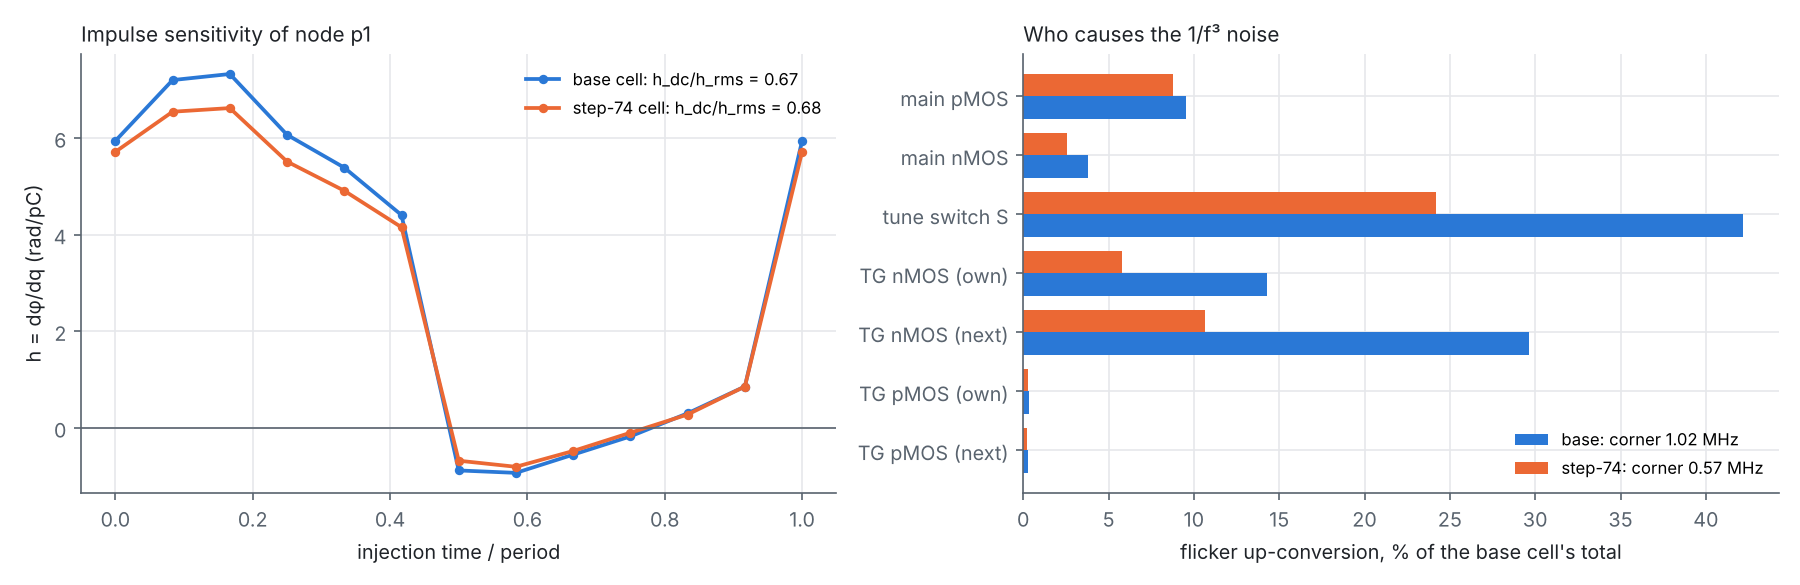 Impulse sensitivity of node p1
base cell: h_dc/h_rms = 0.67
step-74 cell: h_dc/h_rms = 0.68
h = dφ/dq (rad/pC)
6
4
2
0
0.0 0.2 0.4 0.6 0.8 1.0
injection time / period
Who causes the 1/f³ noise
main pMOS
main nMOS
tune switch S
TG nMOS (own)
TG nMOS (next)
TG pMOS (own)
TG pMOS (next)
base: corner 1.02 MHz
step-74: corner 0.57 MHz
0 5 10 15 20 25 30 35 40
flicker up-conversion, % of the base cell's total